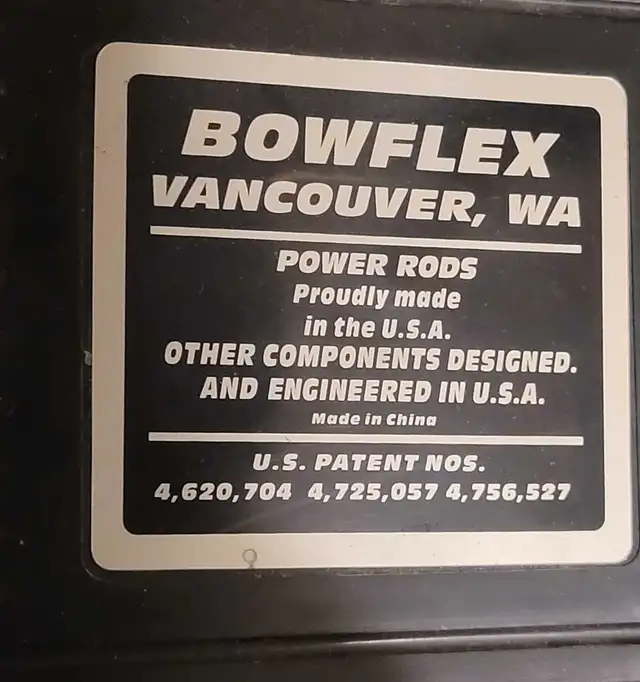 BOWFLEX
VANCOUVER, WA
POWER RODS
Proudly made
in the U.S.A.
OTHER COMPONENTS DESIGNED.
AND ENGINEERED IN U.S.A.
Made in China
U.S. PATENT NOS.
4,620,704 4,725,057 4,756,527